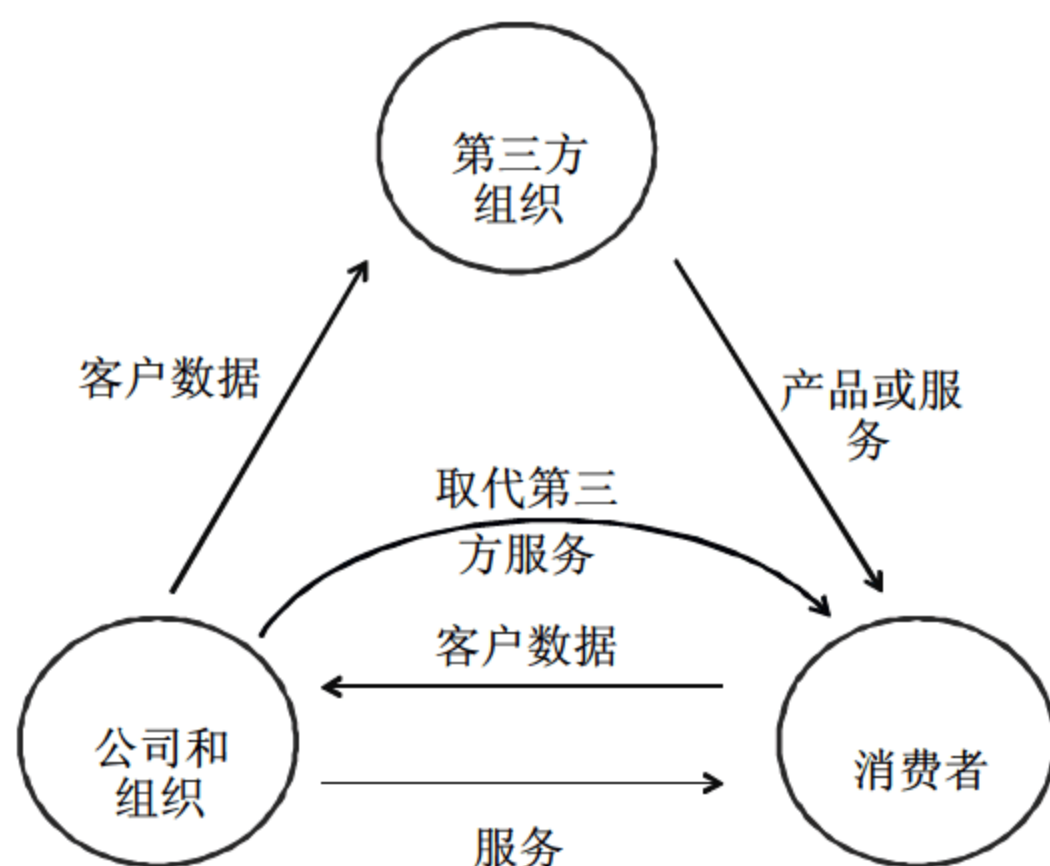 第三方
组织
客户数据
产品或服
务
取代第三
方服务
客户数据
公司和
组织
消费者
服务